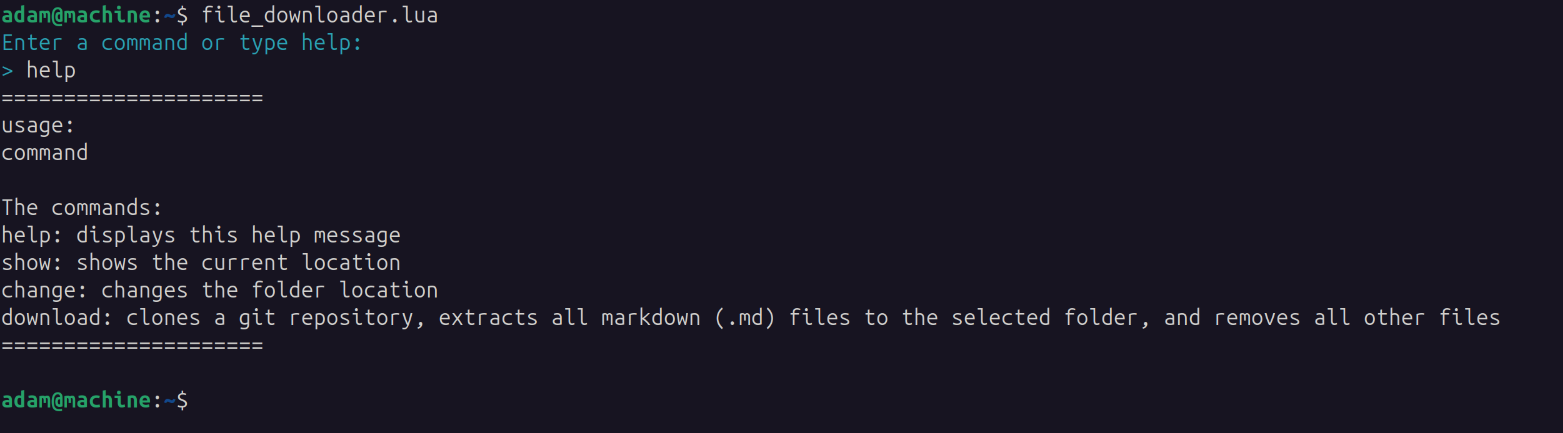 adam@machine:~$ file_downloader.lua
Enter a command or type help:
> help
=====================
usage:
command
The commands:
help: displays this help message
show: shows the current location
change: changes the folder location
download: clones a git repository, extracts all markdown (.md) files to the selected folder, and removes all other files
=====================
adam@machine:~$